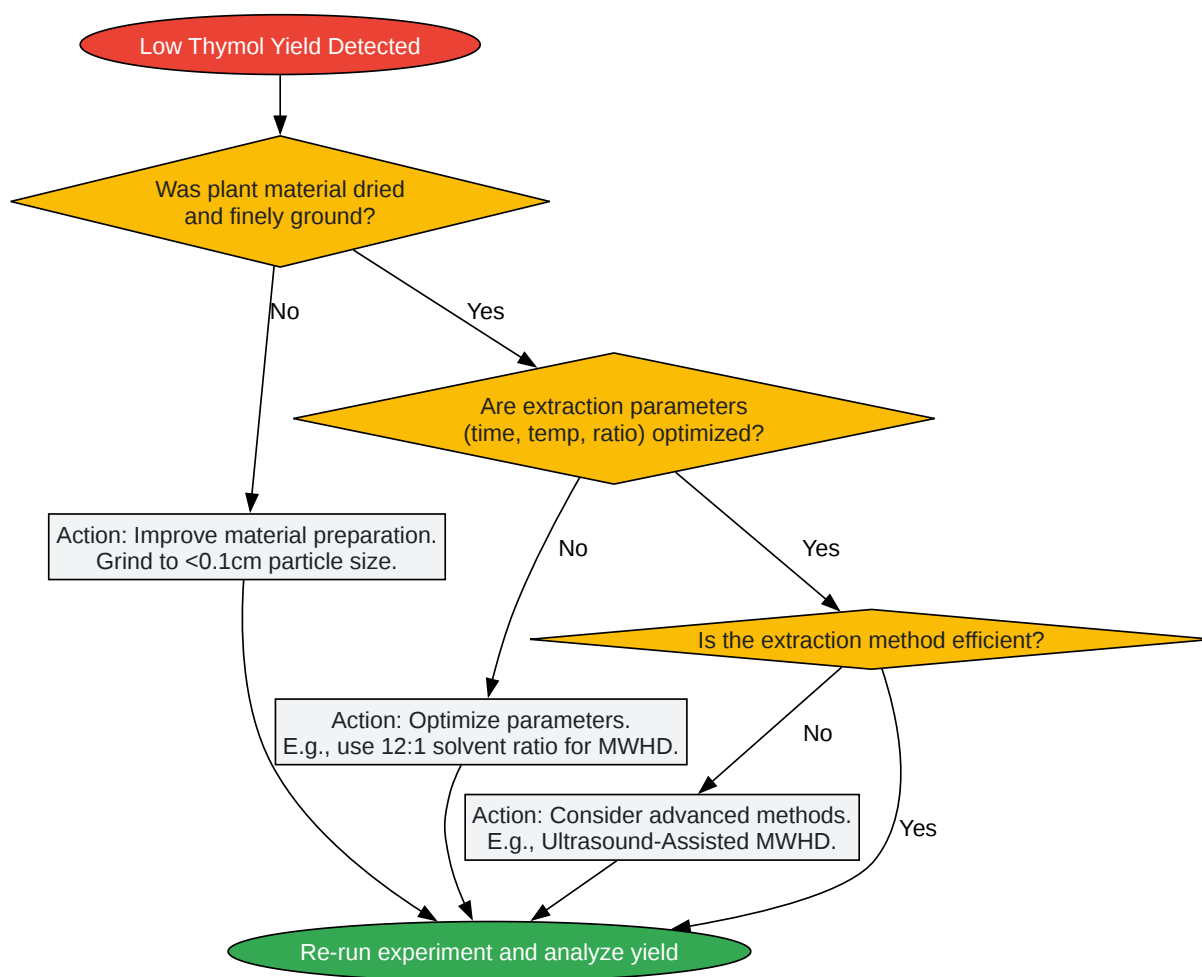 Low Thymol Yield Detected
Was plant material dried
and finely ground?
No
Yes
Are extraction parameters
(time, temp, ratio) optimized?
Action: Improve material preparation.
Grind to <0.1cm particle size.
No
Yes
Is the extraction method efficient?
Action: Optimize parameters.
E.g., use 12:1 solvent ratio for MWHD.
No
Action: Consider advanced methods.
E.g., Ultrasound-Assisted MWHD.
Yes
Re-run experiment and analyze yield